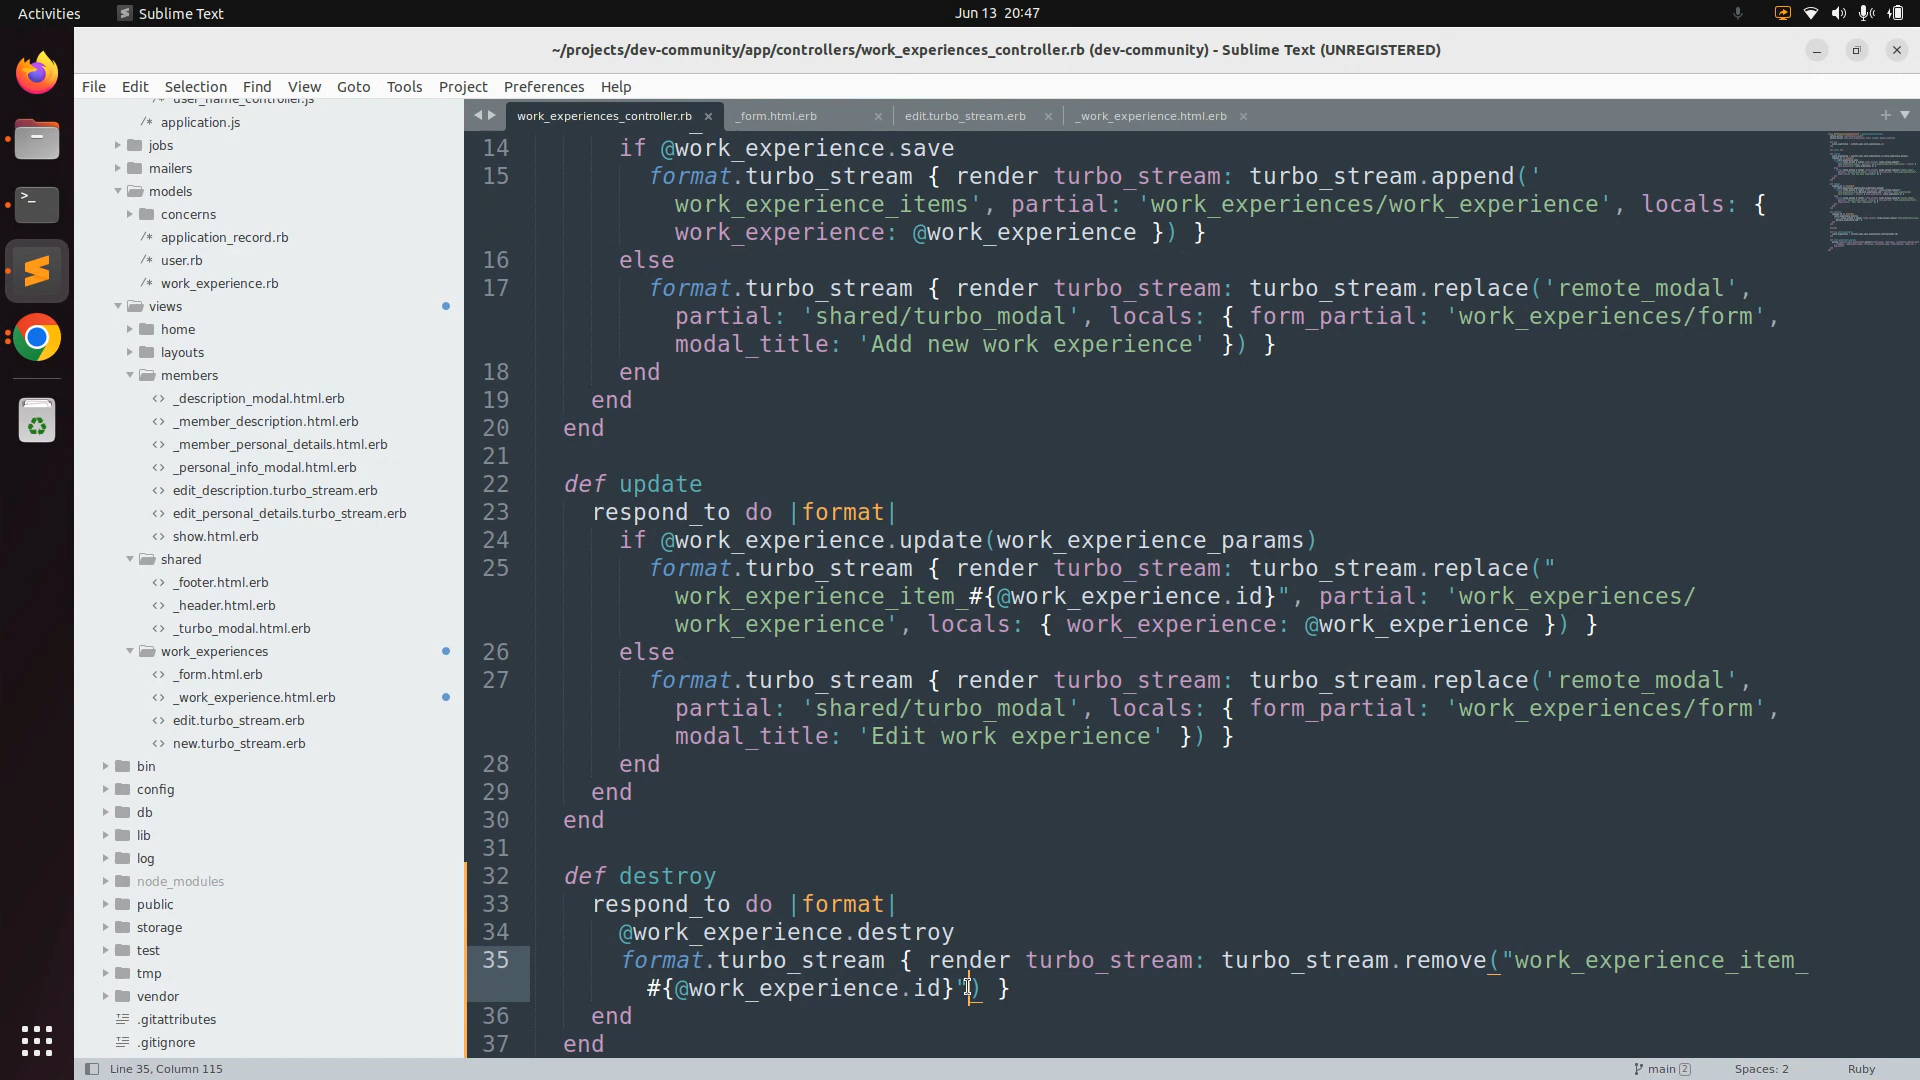 Activities
Sublime Text
Jun 13 20:47
~/projects/dev-community/app/controllers/work_experiences_controller.rb (dev-community) - Sublime Text (UNREGISTERED)
File Edit Selection Find View Goto Tools Project Preferences Help
user_name_controller.js
application.js
jobs
mailers
models
concerns
application_record.rb
user.rb
work_experience.rb
views
home
layouts
members
_description_modal.html.erb
_member_description.html.erb
_member_personal_details.html.erb
_personal_info_modal.html.erb
edit_description.turbo_stream.erb
edit_personal_details.turbo_stream.erb
show.html.erb
shared
_footer.html.erb
_header.html.erb
_turbo_modal.html.erb
work_experiences
_form.html.erb
_work_experience.html.erb
edit.turbo_stream.erb
new.turbo_stream.erb
bin
config
db
lib
log
node_modules
public
storage
test
tmp
vendor
.gitattributes
.gitignore
work_experiences_controller.rb
_form.html.erb
edit.turbo_stream.erb
_work_experience.html.erb
14 if @work_experience.save
15 format.turbo_stream { render turbo_stream: turbo_stream.append('
work_experience_items', partial: 'work_experiences/work_experience', locals: {
work_experience: @work_experience }) }
16 else
17 format.turbo_stream { render turbo_stream: turbo_stream.replace('remote_modal',
partial: 'shared/turbo_modal', locals: { form_partial: 'work_experiences/form',
modal_title: 'Add new work experience' }) }
18 end
19 end
20 end
21
22 def update
23 respond_to do |format|
24 if @work_experience.update(work_experience_params)
25 format.turbo_stream { render turbo_stream: turbo_stream.replace("
work_experience_item_#{@work_experience.id}", partial: 'work_experiences/
work_experience', locals: { work_experience: @work_experience }) }
26 else
27 format.turbo_stream { render turbo_stream: turbo_stream.replace('remote_modal',
partial: 'shared/turbo_modal', locals: { form_partial: 'work_experiences/form',
modal_title: 'Edit work experience' }) }
28 end
29 end
30 end
31
32 def destroy
33 respond_to do |format|
34 @work_experience.destroy
35 format.turbo_stream { render turbo_stream: turbo_stream.remove("work_experience_item_
#{@work_experience.id}") }
36 end
37 end
Line 35, Column 115
main 2
Spaces: 2
Ruby